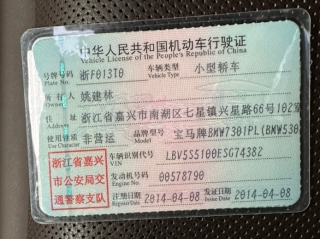 中华人民共和国机动车行驶证
Vehicle License of the People's Republic of China
号牌号码 浙F013T0 车辆类型 小型轿车
Plate No. Vehicle Type
所有人 姚建林
Owner
住址 浙江省嘉兴市南湖区七星镇兴星路66号102室
Address
使用性质 非营运 品牌型号 宝马牌BMW7301PL(BMW530
Use Character Model
浙江省嘉兴市公安局交通警察支队
车辆识别代号 LBV5S5100ESG74382
VIN
发动机号码 00578790
Engine No.
注册日期 2014-04-08 发证日期 2014-04-08
Register Date Issue Date